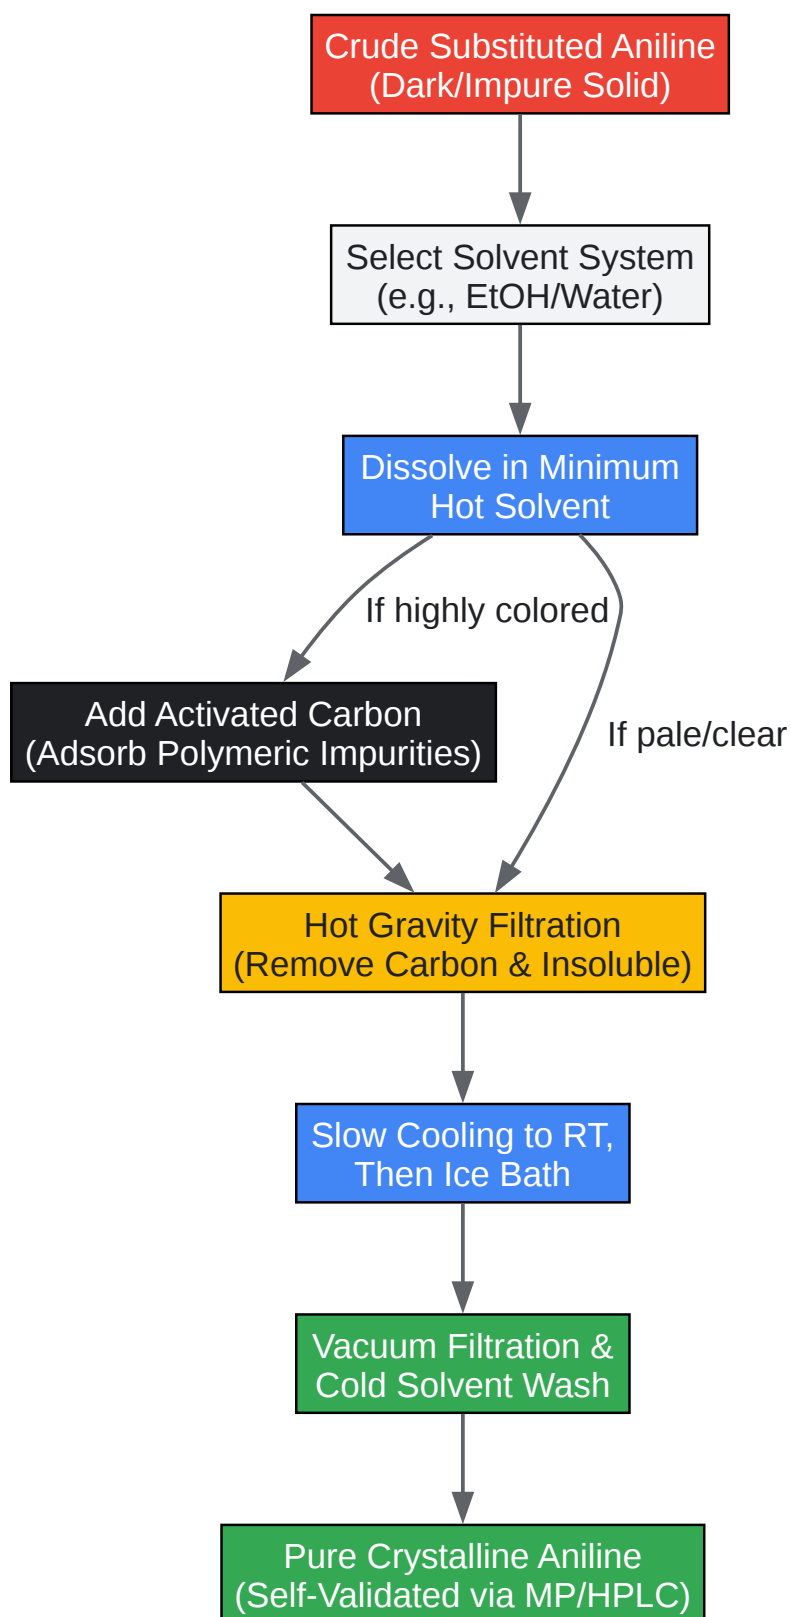 Crude Substituted Aniline
(Dark/Impure Solid)
Select Solvent System
(e.g., EtOH/Water)
Dissolve in Minimum
Hot Solvent
If highly colored
Add Activated Carbon
(Adsorb Polymeric Impurities)
If pale/clear
Hot Gravity Filtration
(Remove Carbon & Insoluble)
Slow Cooling to RT,
Then Ice Bath
Vacuum Filtration &
Cold Solvent Wash
Pure Crystalline Aniline
(Self-Validated via MP/HPLC)